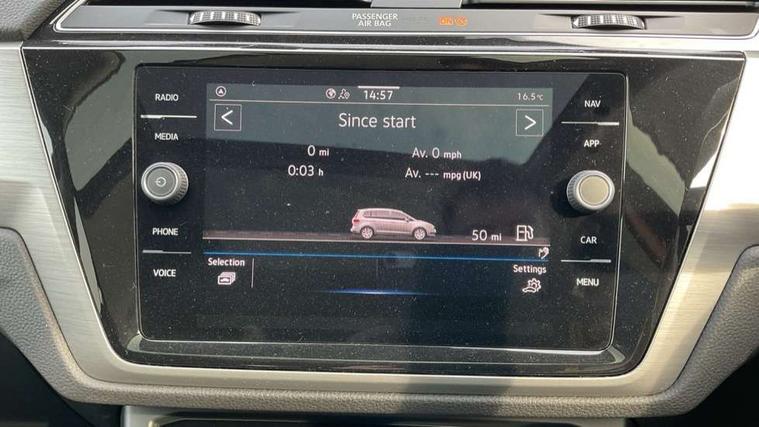 PASSENGER
AIR BAG
ON
RADIO
MEDIA
PHONE
VOICE
14:57
16.5°C
<
Since start
>
0 mi
Av. 0 mph
0:03 h
Av. --- mpg (UK)
50 mi
Selection
Settings
NAV
APP
CAR
MENU